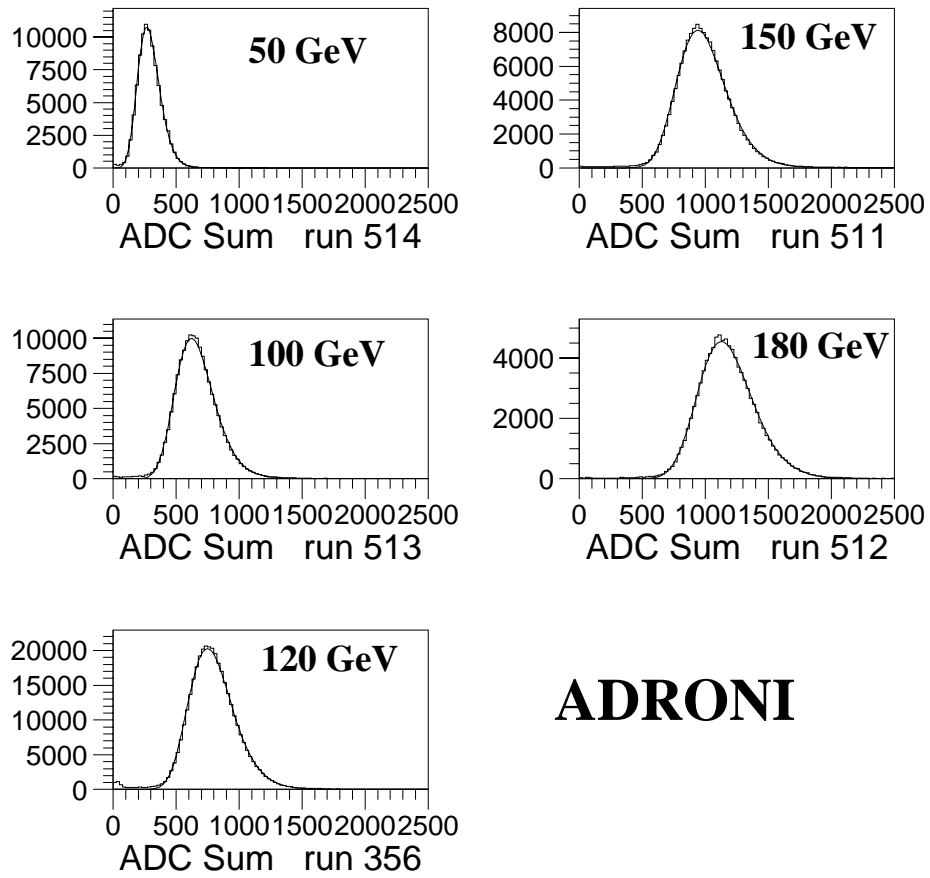 10000
7500
5000
2500
0
50 GeV
0 500 1000 1500 2000 2500
ADC Sum run 514
8000
6000
4000
2000
0
150 GeV
0 500 1000 1500 2000 2500
ADC Sum run 511
10000
7500
5000
2500
0
100 GeV
0 500 1000 1500 2000 2500
ADC Sum run 513
4000
2000
0
180 GeV
0 500 1000 1500 2000 2500
ADC Sum run 512
20000
15000
10000
5000
0
120 GeV
0 500 1000 1500 2000 2500
ADC Sum run 356
ADRONI